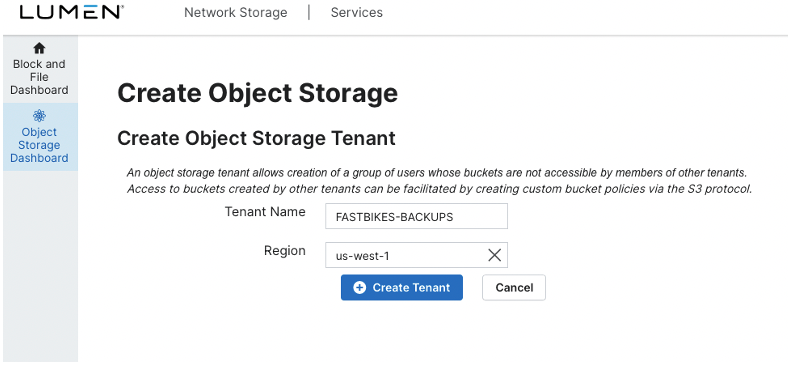 LUMEN®
Network Storage | Services
Block and
File
Dashboard
Object
Storage
Dashboard
Create Object Storage
Create Object Storage Tenant
An object storage tenant allows creation of a group of users whose buckets are not accessible by members of other tenants.
Access to buckets created by other tenants can be facilitated by creating custom bucket policies via the S3 protocol.
Tenant Name
FASTBIKES-BACKUPS
Region
us-west-1
Create Tenant
Cancel